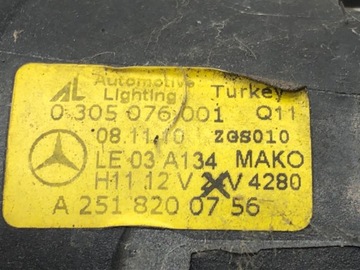 AL Automotive Lighting Turkey
0 305 076 001 Q11
08.11.10 ZGS010
LE 03 A134 MAKO
H11 12 V V 4280
A 251 820 07 56